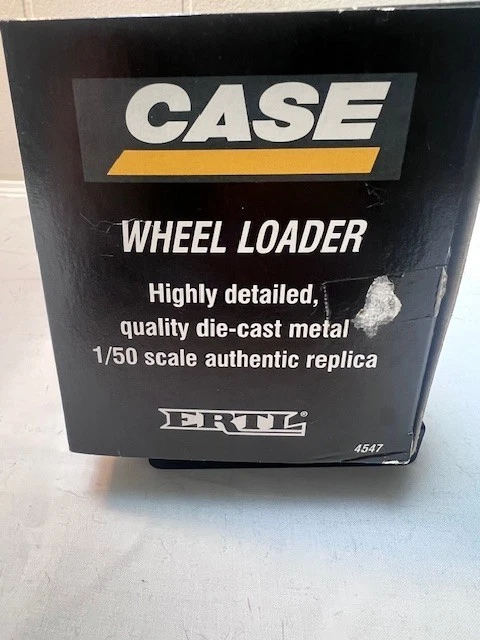 CASE
WHEEL LOADER
Highly detailed,
quality die-cast metal
1/50 scale authentic replica
ERTL®
4547